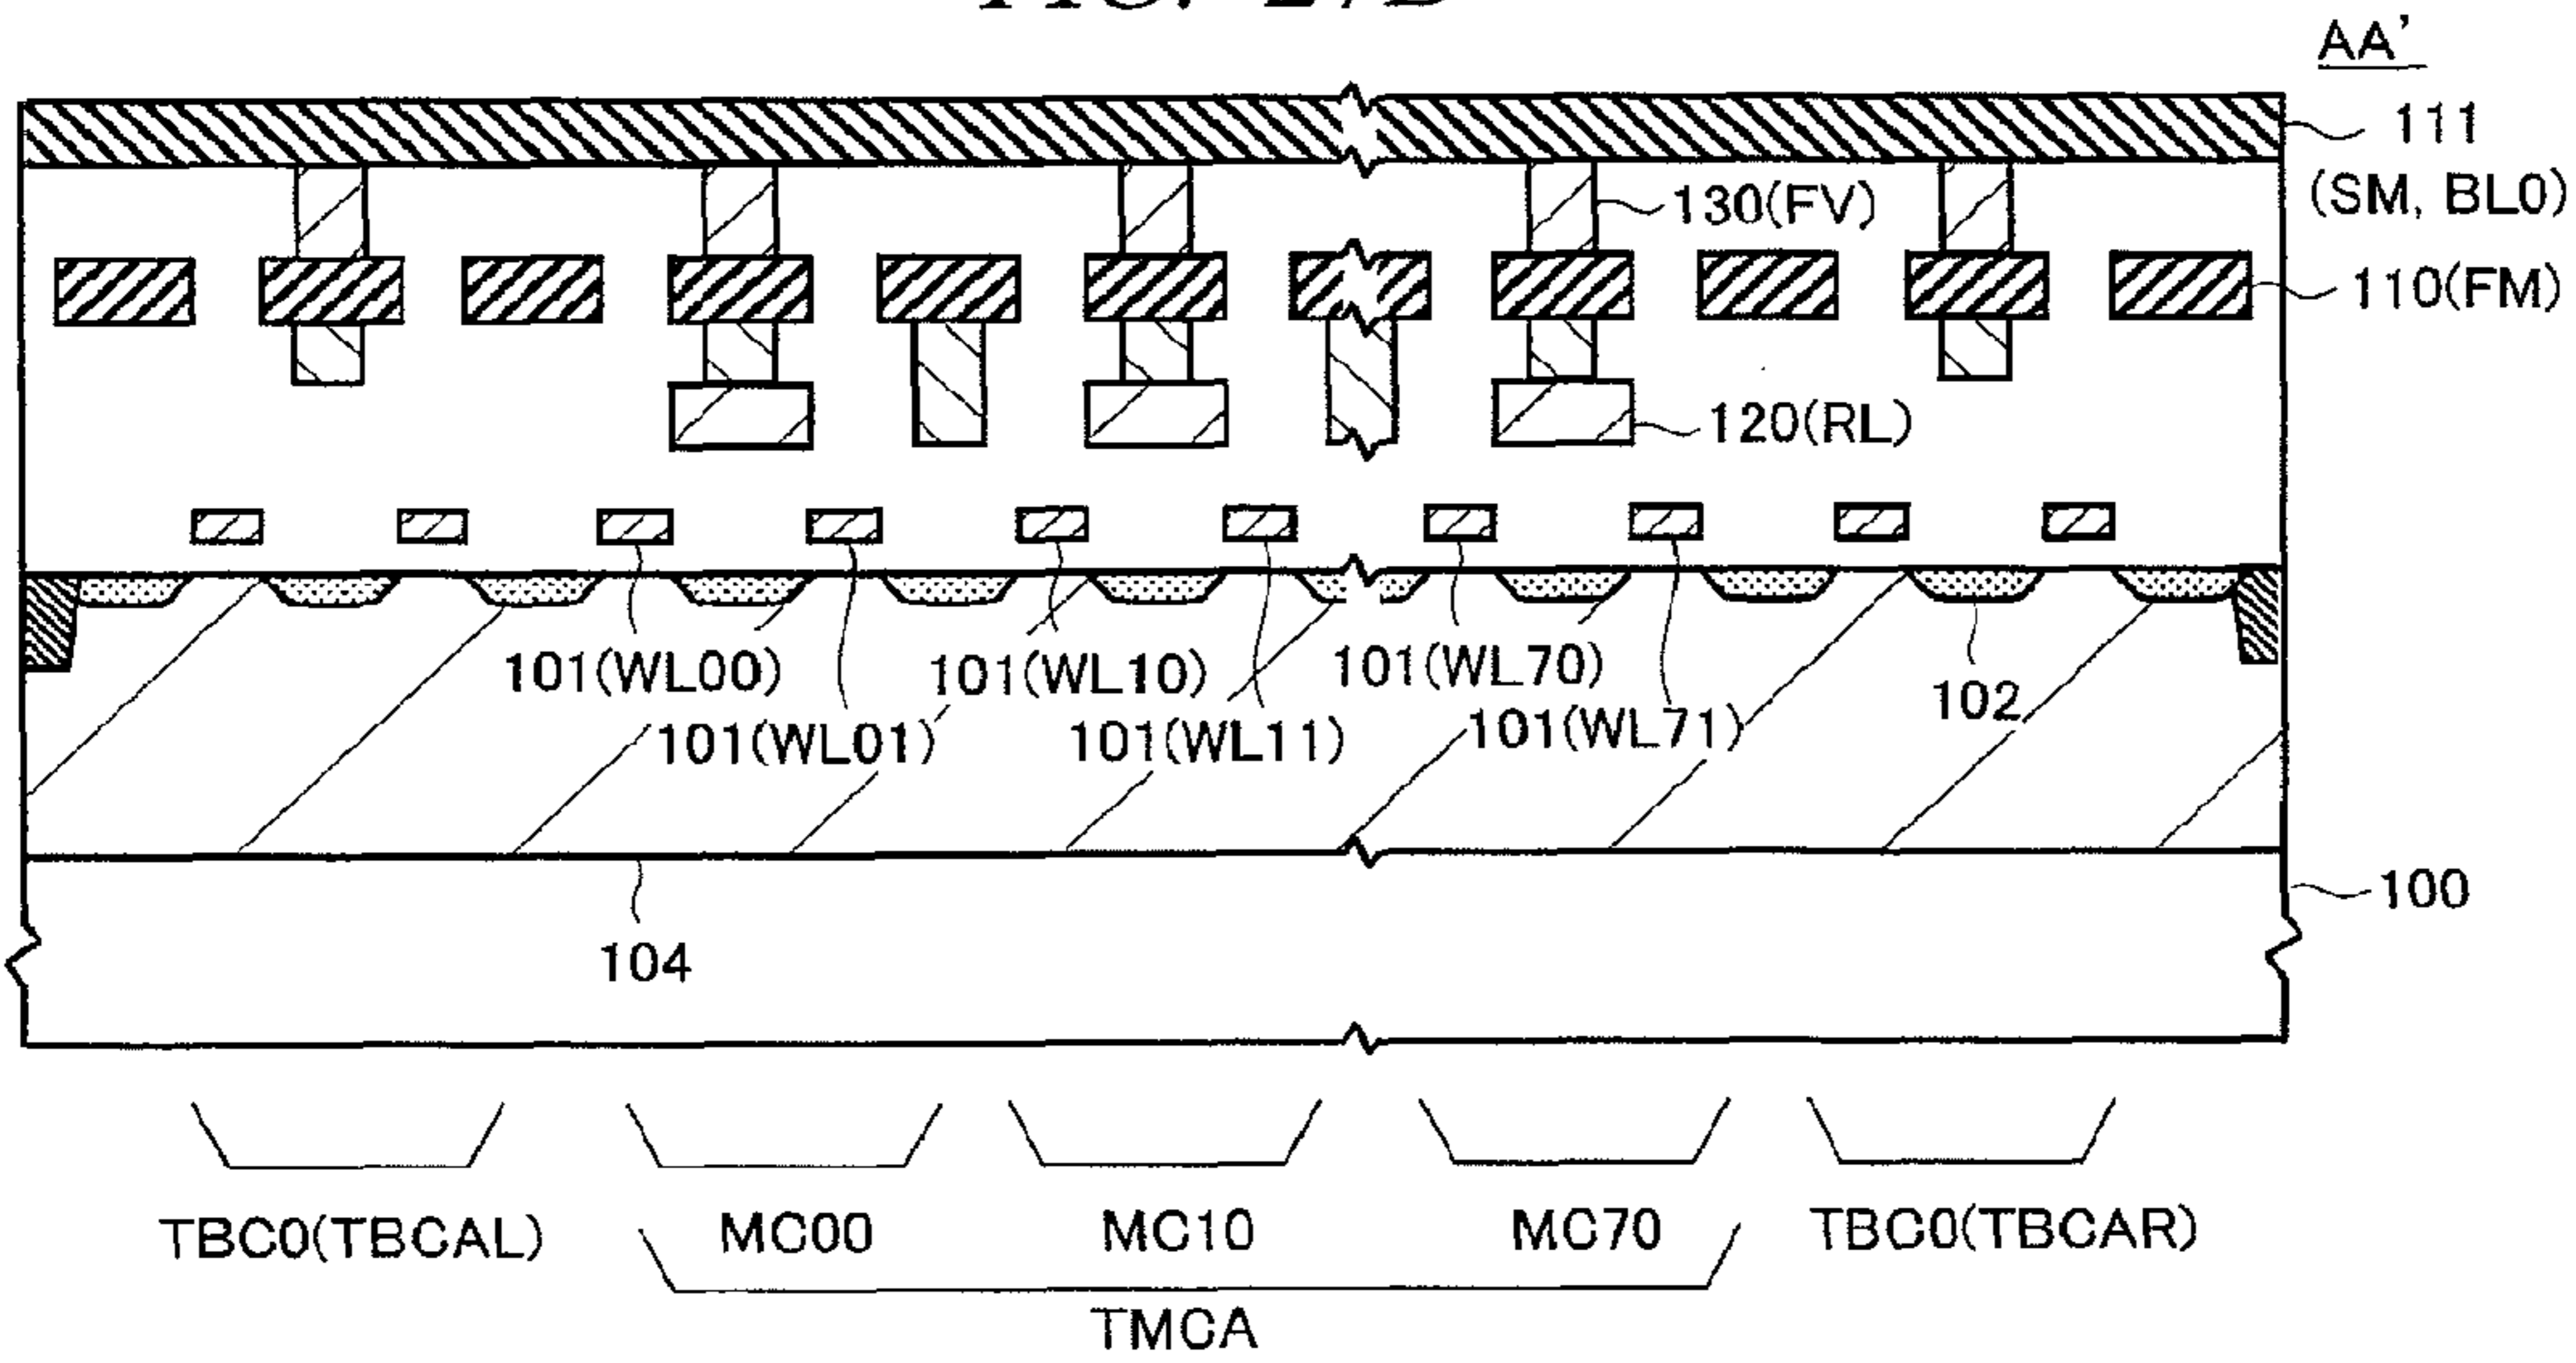 AA'
111
(SM, BL0)
130(FV)
110(FM)
120(RL)
101(WL00)
101(WL10)
101(WL70)
102
101(WL01)
101(WL11)
101(WL71)
100
104
TBC0(TBCAL)
MC00
MC10
MC70
TBC0(TBCAR)
TMCA